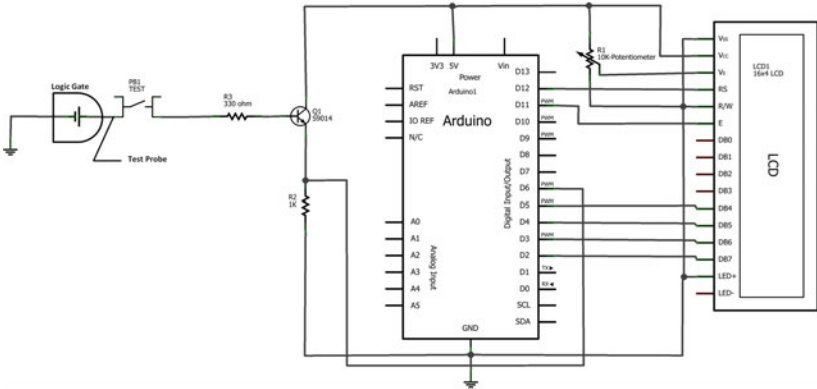 Logic Gate
PB1
TEST
R3
330 ohm
Q1
S9014
Test Probe
R2
1K
3V3
5V
Vin
Power
Arduino1
Arduino
RST
AREF
IO REF
N/C
A0
A1
A2
A3
A4
A5
Analog Input
Digital Input/Output
D13
D12
PWM
D11
PWM
D10
PWM
D9
D8
D7
PWM
D6
PWM
D5
D4
PWM
D3
D2
TX▶
D1
RX◀
D0
SCL
SDA
GND
R1
10K-Potentiometer
LCD1
16x4 LCD
LCD
Vss
Vcc
V0
RS
R/W
E
DB0
DB1
DB2
DB3
DB4
DB5
DB6
DB7
LED+
LED-